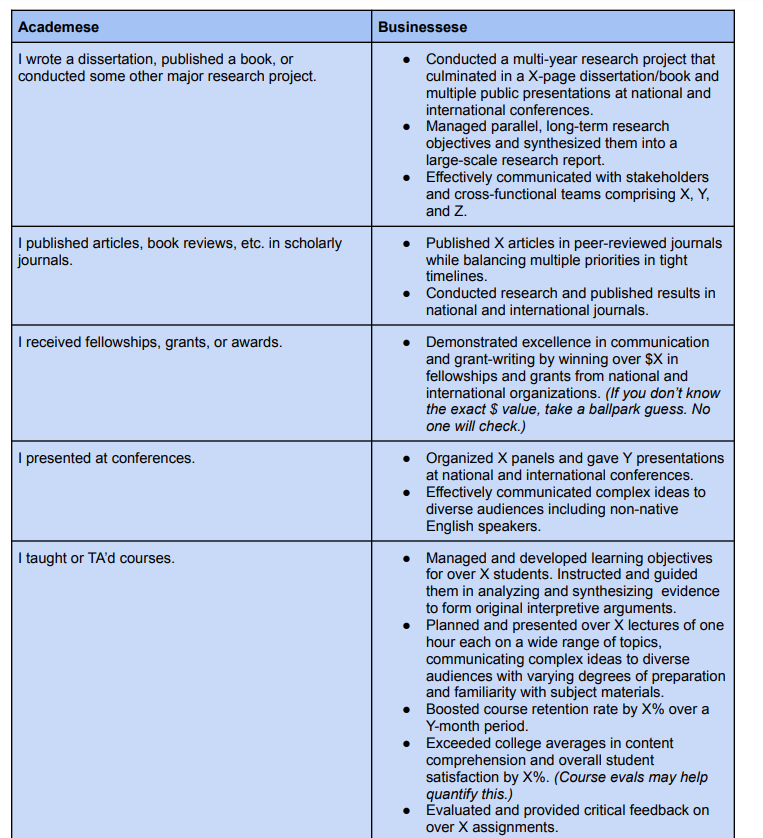 Academese
Businessese
I wrote a dissertation, published a book, or
conducted some other major research project.
● Conducted a multi-year research project that
culminated in a X-page dissertation/book and
multiple public presentations at national and
international conferences.
● Managed parallel, long-term research
objectives and synthesized them into a
large-scale research report.
● Effectively communicated with stakeholders
and cross-functional teams comprising X, Y,
and Z.
I published articles, book reviews, etc. in scholarly
journals.
● Published X articles in peer-reviewed journals
while balancing multiple priorities in tight
timelines.
● Conducted research and published results in
national and international journals.
I received fellowships, grants, or awards.
● Demonstrated excellence in communication
and grant-writing by winning over $X in
fellowships and grants from national and
international organizations. (If you don’t know
the exact $ value, take a ballpark guess. No
one will check.)
I presented at conferences.
● Organized X panels and gave Y presentations
at national and international conferences.
● Effectively communicated complex ideas to
diverse audiences including non-native
English speakers.
I taught or TA’d courses.
● Managed and developed learning objectives
for over X students. Instructed and guided
them in analyzing and synthesizing evidence
to form original interpretive arguments.
● Planned and presented over X lectures of one
hour each on a wide range of topics,
communicating complex ideas to diverse
audiences with varying degrees of preparation
and familiarity with subject materials.
● Boosted course retention rate by X% over a
Y-month period.
● Exceeded college averages in content
comprehension and overall student
satisfaction by X%. (Course evals may help
quantify this.)
● Evaluated and provided critical feedback on
over X assignments.